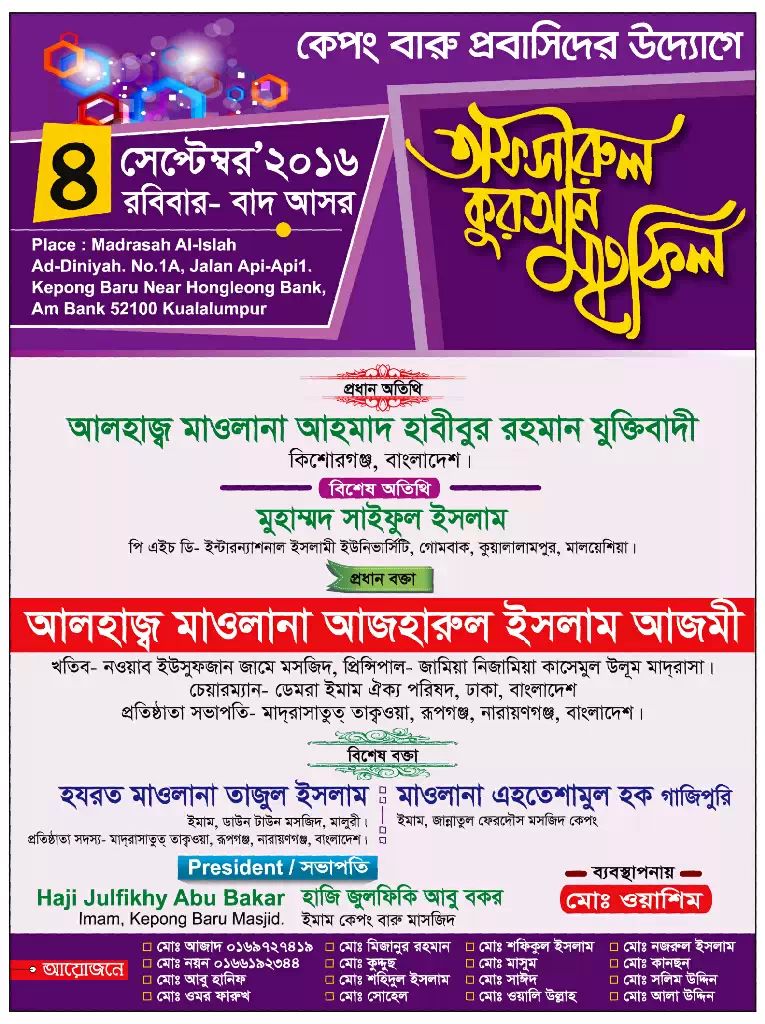 কেপং বারু প্রবাসিদের উদ্যোগে
৪ সেপ্টেম্বর’২০১৬
রবিবার- বাদ আসর
Place : Madrasah Al-Islah
Ad-Diniyah. No.1A, Jalan Api-Api1.
Kepong Baru Near Hongleong Bank,
Am Bank 52100 Kualalumpur
তাফসীরুল
কুরআন
মাহফিল
প্রধান অতিথি
আলহাজ্ব মাওলানা আহমাদ হাবীবুর রহমান যুক্তিবাদী
কিশোরগঞ্জ, বাংলাদেশ।
বিশেষ অতিথি
মুহাম্মদ সাইফুল ইসলাম
পি এইচ ডি- ইন্টারন্যাশনাল ইসলামী ইউনিভার্সিটি, গোমবাক, কুয়ালালামপুর, মালয়েশিয়া।
প্রধান বক্তা
আলহাজ্ব মাওলানা আজহারুল ইসলাম আজমী
খতিব- নওয়াব ইউসুফজান জামে মসজিদ, প্রিন্সিপাল- জামিয়া নিজামিয়া কাসেমুল উলূম মাদ্‌রাসা।
চেয়ারম্যান- ডেমরা ইমাম ঐক্য পরিষদ, ঢাকা, বাংলাদেশ
প্রতিষ্ঠাতা সভাপতি- মাদ্‌রাসাতুত্ তাক্বওয়া, রূপগঞ্জ, নারায়ণগঞ্জ, বাংলাদেশ।
বিশেষ বক্তা
হযরত মাওলানা তাজুল ইসলাম
ইমাম, ডাউন টাউন মসজিদ, মালুরী।
প্রতিষ্ঠাতা সদস্য- মাদ্‌রাসাতুত্ তাক্বওয়া, রূপগঞ্জ, নারায়ণগঞ্জ, বাংলাদেশ।
মাওলানা এহতেশামুল হক গাজিপুরি
ইমাম, জান্নাতুল ফেরদৌস মসজিদ কেপং
President / সভাপতি
Haji Julfikhy Abu Bakar হাজি জুলফিকি আবু বকর
Imam, Kepong Baru Masjid. ইমাম কেপং বারু মাসজিদ
ব্যবস্থাপনায়
মোঃ ওয়াশিম
আয়োজনে
মোঃ আজাদ ০১৬৯৭২৭৪১৯ মোঃ মিজানুর রহমান মোঃ শফিকুল ইসলাম মোঃ নজরুল ইসলাম
মোঃ নয়ন ০১৬৬১৯২৩৪৪ মোঃ কুদ্দুছ মোঃ মাসুম মোঃ কানছন
মোঃ আবু হানিফ মোঃ শহিদুল ইসলাম মোঃ সাঈদ মোঃ সলিম উদ্দিন
মোঃ ওমর ফারুখ মোঃ সোহেল মোঃ ওয়ালি উল্লাহ মোঃ আলা উদ্দিন